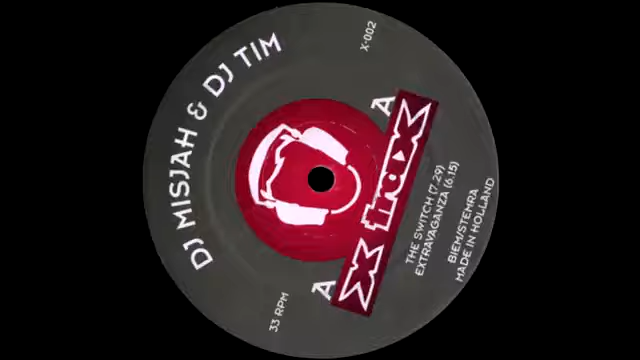 DJ MISJAH & DJ TIM
X-002
A
X traX
A
THE SWITCH (7.29)
EXTRAVAGANZA (6.15)
BIEM/STEMRA
MADE IN HOLLAND
33 RPM